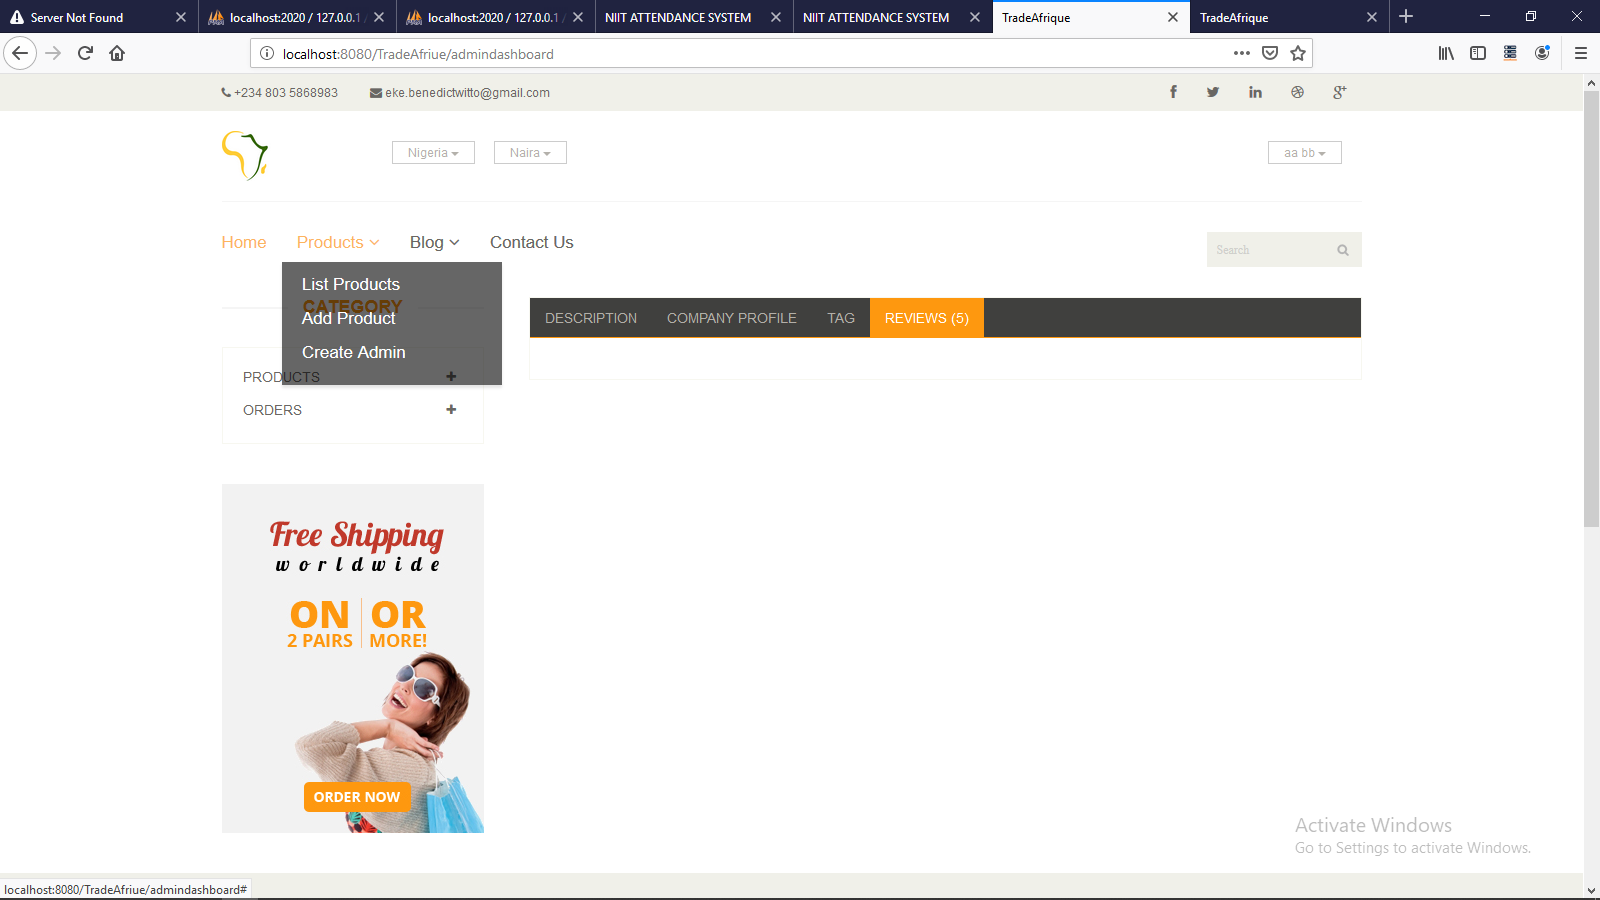 Server Not Found
localhost:2020 / 127.0.0.1 /
localhost:2020 / 127.0.0.1 /
NIIT ATTENDANCE SYSTEM
NIIT ATTENDANCE SYSTEM
TradeAfrique
TradeAfrique
localhost:8080/TradeAfriue/admindashboard
+234 803 5868983
eke.benedictwitto@gmail.com
Nigeria
Naira
aa bb
Home
Products
Blog
Contact Us
Search
List Products
CATEGORY
Add Product
Create Admin
PRODUCTS
ORDERS
DESCRIPTION
COMPANY PROFILE
TAG
REVIEWS (5)
Free Shipping
worldwide
ON OR
2 PAIRS MORE!
ORDER NOW
Activate Windows
Go to Settings to activate Windows.
localhost:8080/TradeAfriue/admindashboard#